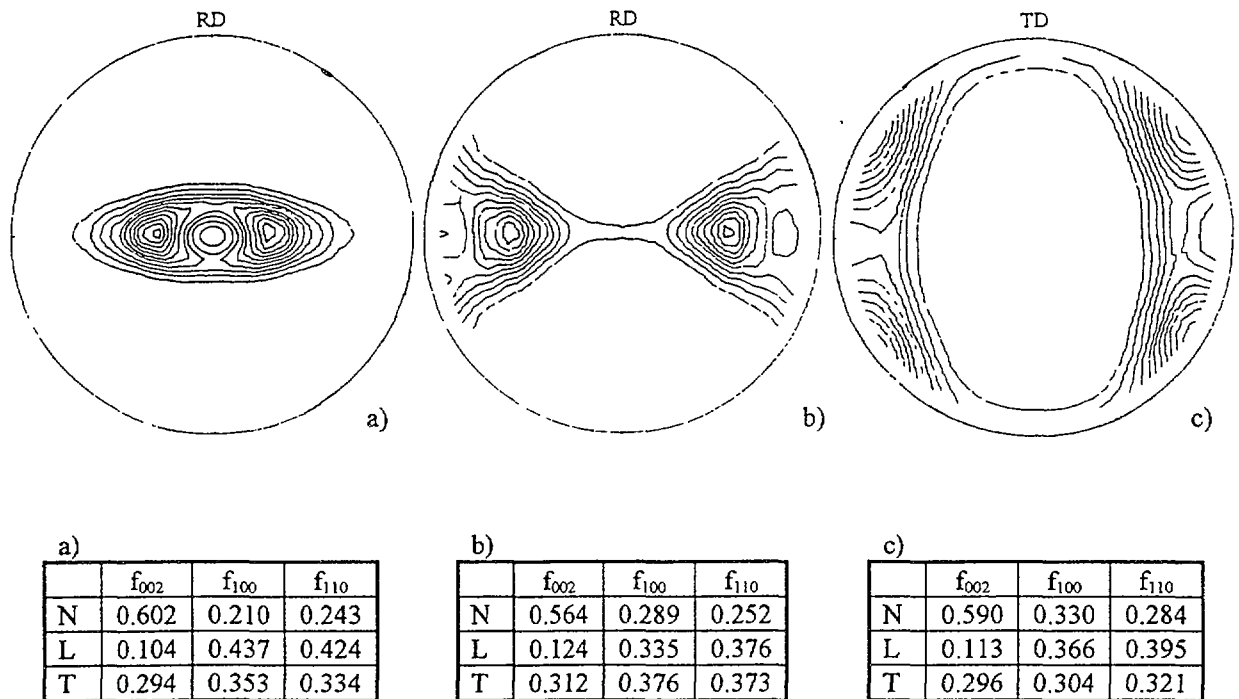 RD
RD
TD
a)
b)
c)
a)
f002 f100 f110
N 0.602 0.210 0.243
L 0.104 0.437 0.424
T 0.294 0.353 0.334
b)
f002 f100 f110
N 0.564 0.289 0.252
L 0.124 0.335 0.376
T 0.312 0.376 0.373
c)
f002 f100 f110
N 0.590 0.330 0.284
L 0.113 0.366 0.395
T 0.296 0.304 0.321